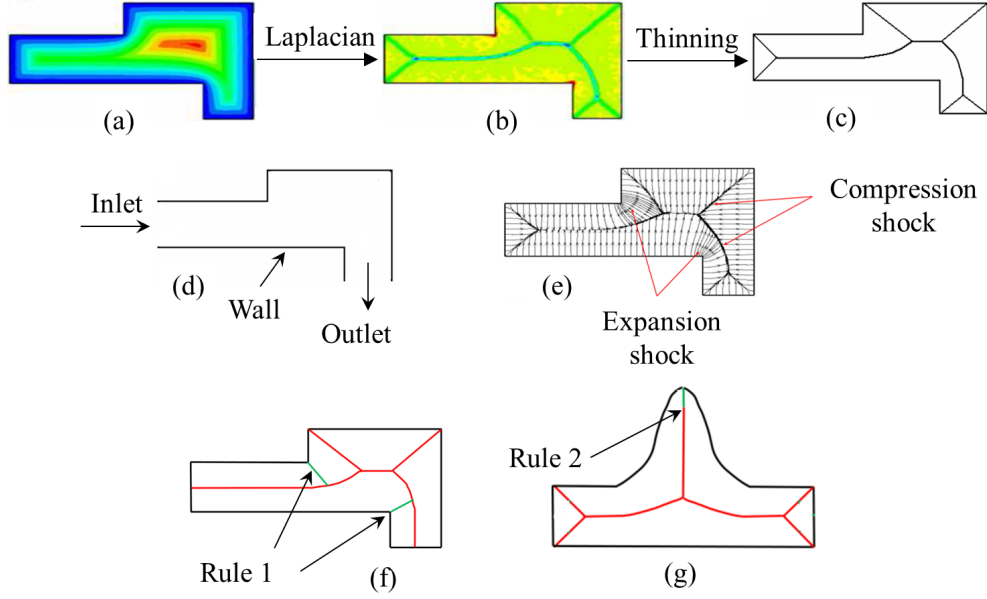 Laplacian
Thinning
(a)
(b)
(c)
Inlet
Wall
Outlet
(d)
Compression
shock
(e)
Expansion
shock
Rule 1
(f)
Rule 2
(g)